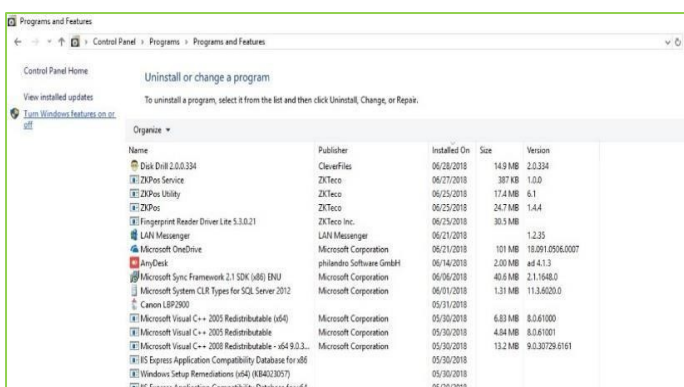 Programs and Features
Control Panel > Programs > Programs and Features
Control Panel Home
View installed updates
Turn Windows features on or
off
Uninstall or change a program
To uninstall a program, select it from the list and then click Uninstall, Change, or Repair.
Organize
Name Publisher Installed On Size Version
Disk Drill 2.0.0.334 CleverFiles 06/28/2018 14.9 MB 2.0.334
ZKPos Service ZKTeco 06/27/2018 387 KB 1.0.0
ZKPos Utility ZKTeco 06/25/2018 17.4 MB 6.1
ZKPos ZKTeco 06/25/2018 24.7 MB 1.4.4
Fingerprint Reader Driver Lite 5.3.0.21 ZKTeco Inc. 06/25/2018 30.5 MB
LAN Messenger LAN Messenger 06/21/2018 1.2.35
Microsoft OneDrive Microsoft Corporation 06/21/2018 101 MB 18.091.0506.0007
AnyDesk philandro Software GmbH 06/14/2018 2.00 MB ad 4.1.3
Microsoft Sync Framework 2.1 SDK (x86) ENU Microsoft Corporation 06/06/2018 40.6 MB 2.1.1648.0
Microsoft System CLR Types for SQL Server 2012 Microsoft Corporation 06/01/2018 1.31 MB 11.3.6020.0
Canon LBP2900 05/31/2018
Microsoft Visual C++ 2005 Redistributable (x64) Microsoft Corporation 05/30/2018 6.83 MB 8.0.61000
Microsoft Visual C++ 2005 Redistributable Microsoft Corporation 05/30/2018 4.84 MB 8.0.61001
Microsoft Visual C++ 2008 Redistributable - x64 9.0.3... Microsoft Corporation 05/30/2018 13.2 MB 9.0.30729.6161
IIS Express Application Compatibility Database for x86 05/30/2018
Windows Setup Remediations (x64) (KB4023057) 05/30/2018
IIS Express Application Compatibility Database for x64 05/30/2018